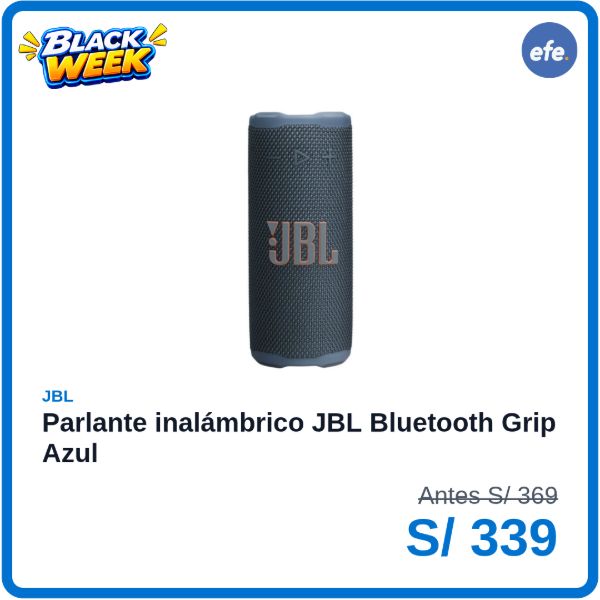 BLACK
WEEK
efe.
JBL
JBL
Parlante inalámbrico JBL Bluetooth Grip
Azul
Antes S/ 369
S/ 339